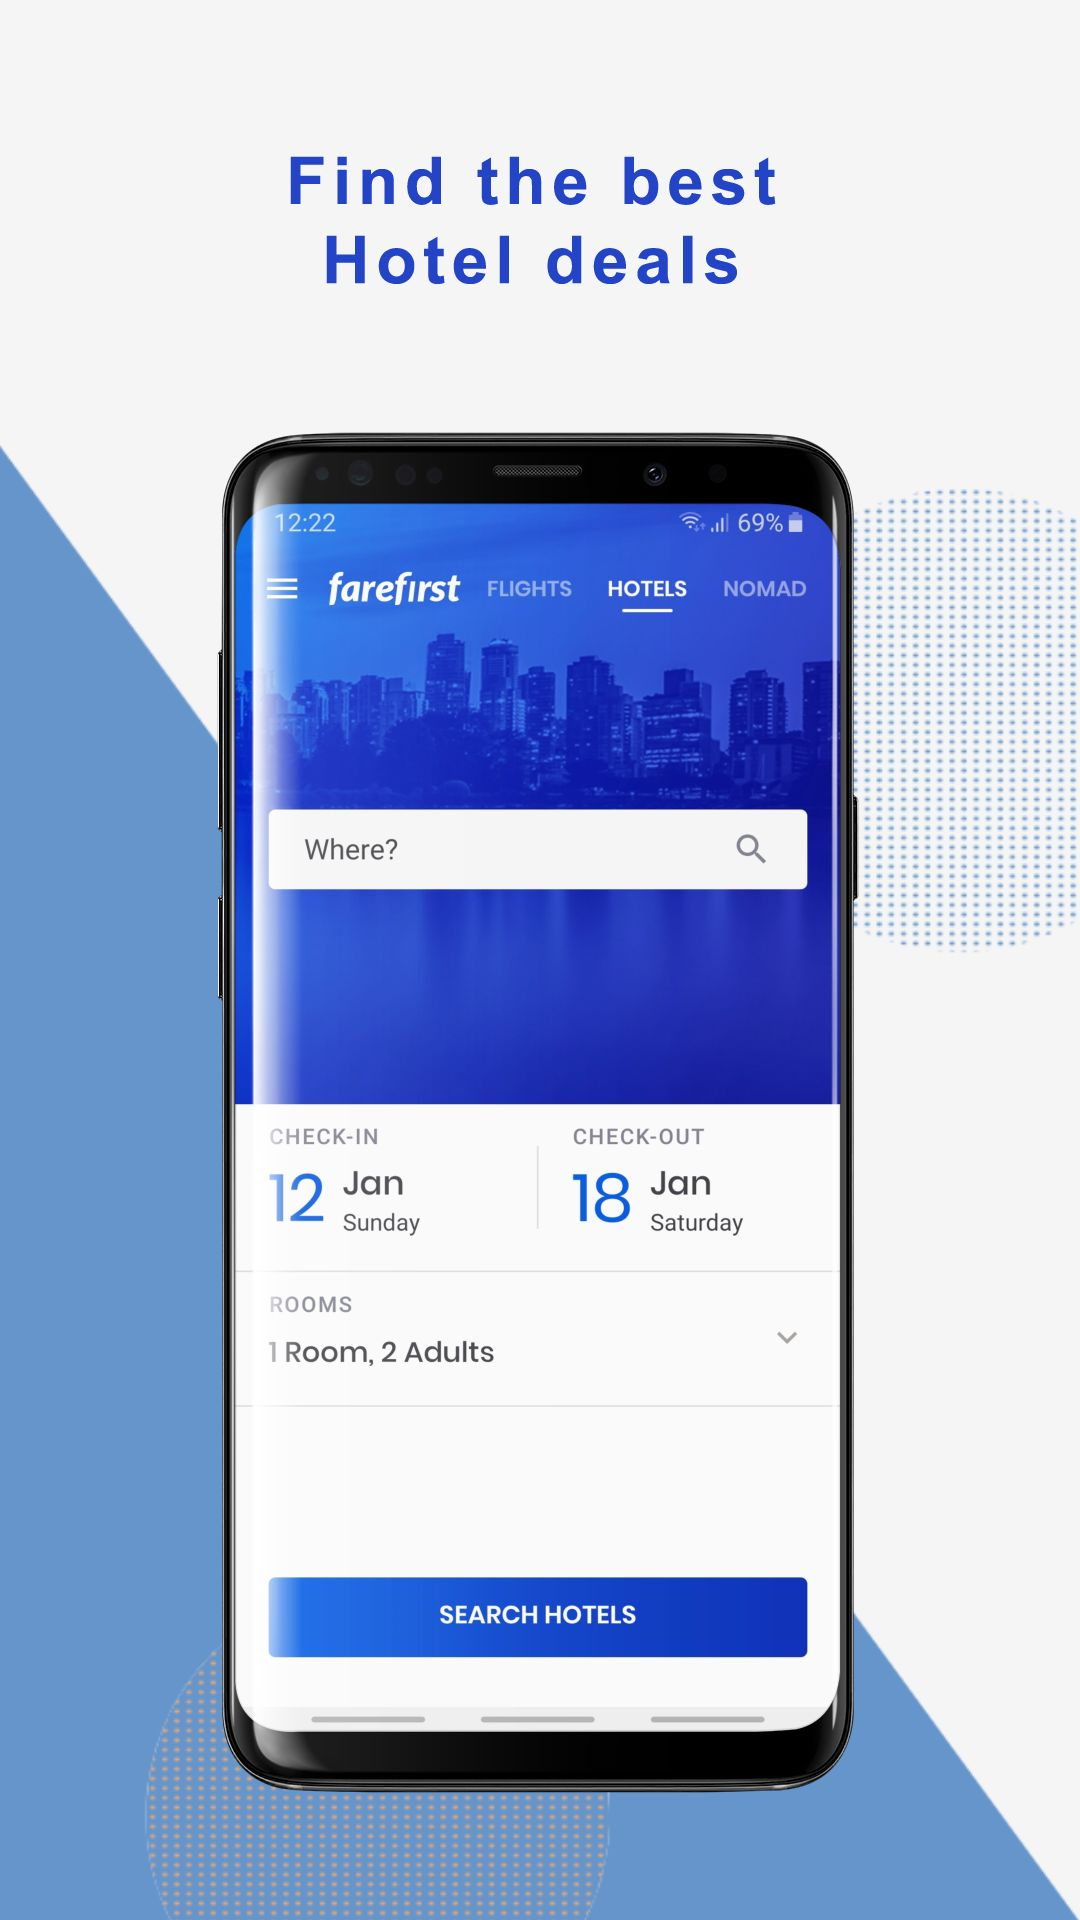 Find the best
Hotel deals
12:22 69%
farefirst FLIGHTS HOTELS NOMAD
Where?
CHECK-IN CHECK-OUT
12 Jan Sunday 18 Jan Saturday
ROOMS
1 Room, 2 Adults
SEARCH HOTELS